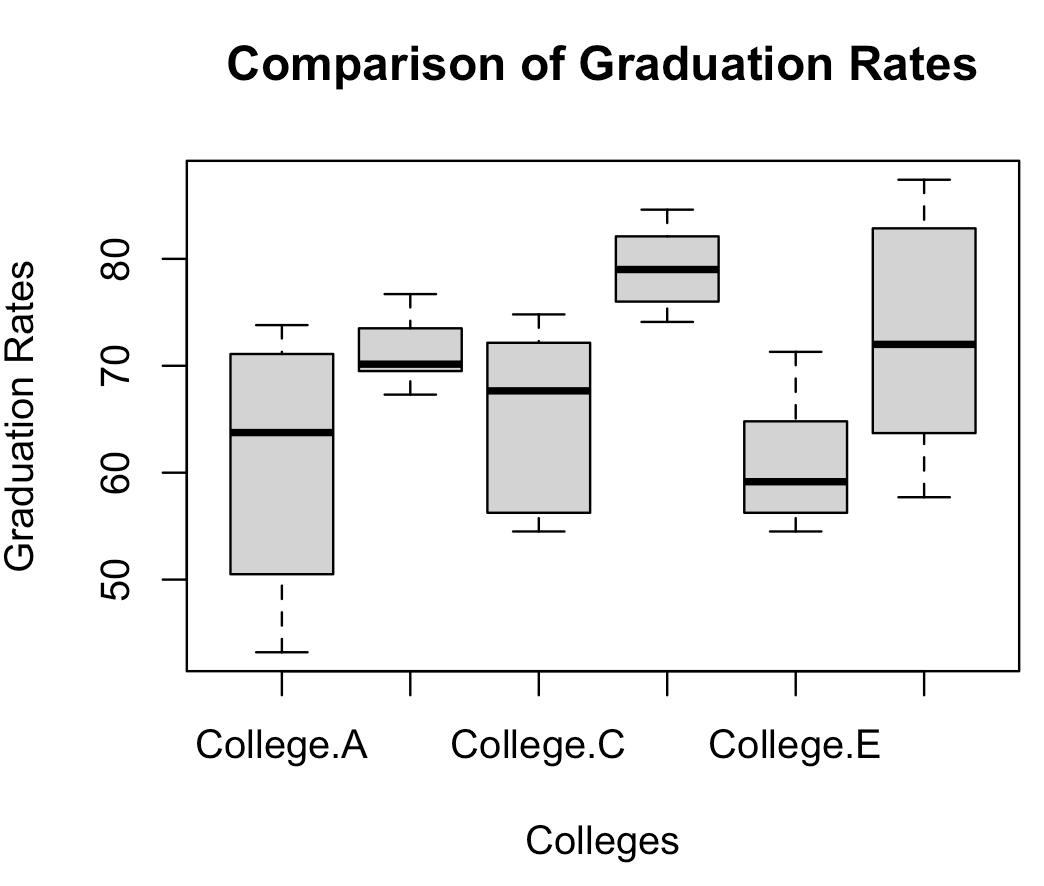 Comparison of Graduation Rates
Graduation Rates
80
70
60
50
College.A College.C College.E
Colleges